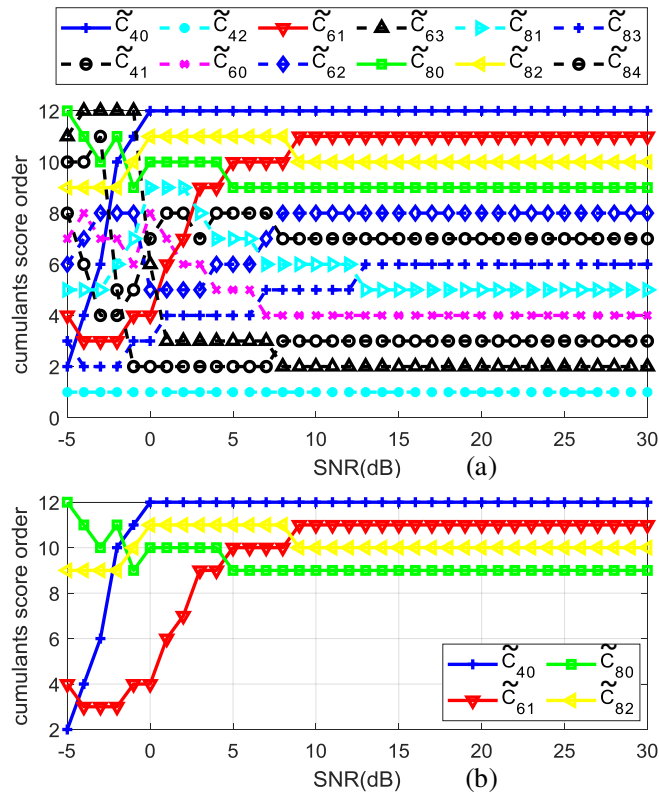 C̃40 C̃42 C̃61 C̃63 C̃81 C̃83
C̃41 C̃60 C̃62 C̃80 C̃82 C̃84
cumulants score order
12
10
8
6
4
2
0
-5 0 5 10 15 20 25 30
SNR(dB) (a)
cumulants score order
12
10
8
6
4
2
C̃40 C̃80
C̃61 C̃82
-5 0 5 10 15 20 25 30
SNR(dB) (b)